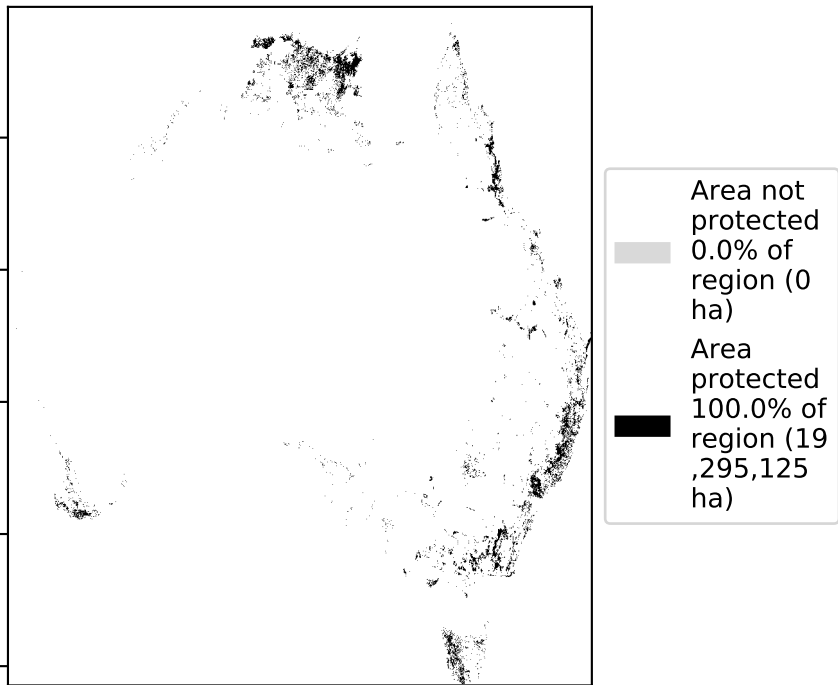 Area not
protected
0.0% of
region (0
ha)
Area
protected
100.0% of
region (19
,295,125
ha)